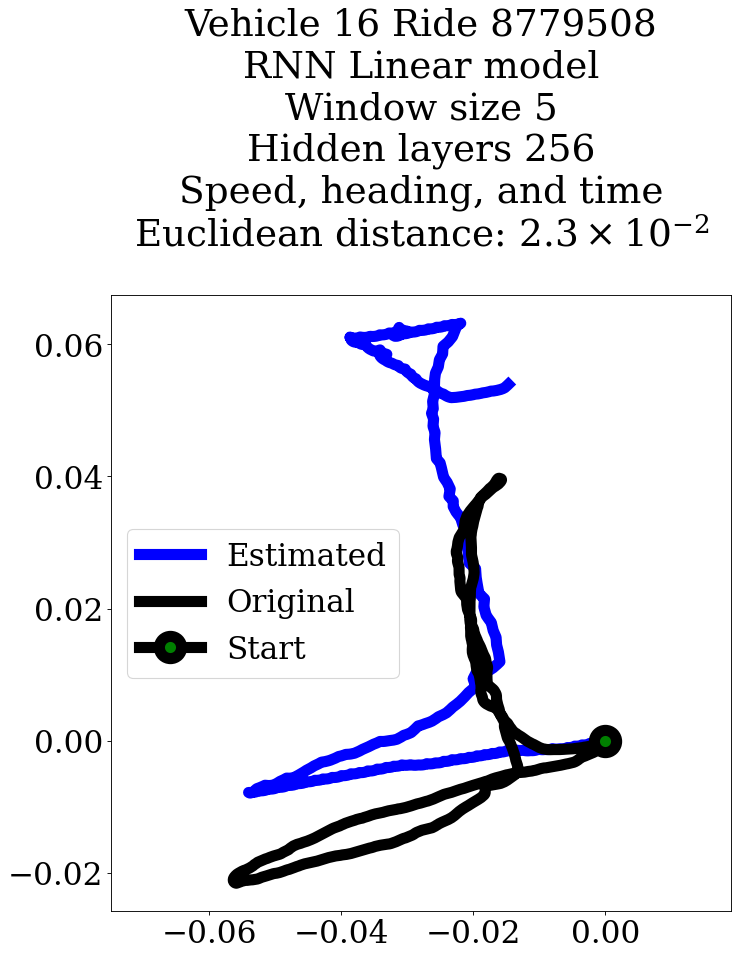 Vehicle 16 Ride 8779508
RNN Linear model
Window size 5
Hidden layers 256
Speed, heading, and time
Euclidean distance: 2.3 × 10⁻²
0.06
0.04
Estimated
Original
Start
0.02
0.00
−0.02
−0.06 −0.04 −0.02 0.00